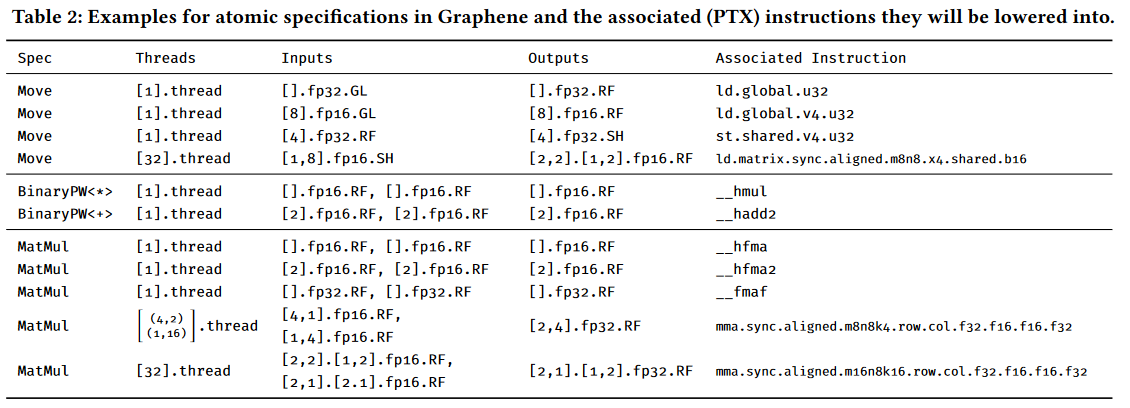 Table 2: Examples for atomic specifications in Graphene and the associated (PTX) instructions they will be lowered into.
Spec Threads Inputs Outputs Associated Instruction
Move [1].thread [].fp32.GL [].fp32.RF ld.global.u32
Move [1].thread [8].fp16.GL [8].fp16.RF ld.global.v4.u32
Move [1].thread [4].fp32.RF [4].fp32.SH st.shared.v4.u32
Move [32].thread [1,8].fp16.SH [2,2].[1,2].fp16.RF ld.matrix.sync.aligned.m8n8.x4.shared.b16
BinaryPW<*> [1].thread [].fp16.RF, [].fp16.RF [].fp16.RF __hmul
BinaryPW<+> [1].thread [2].fp16.RF, [2].fp16.RF [2].fp16.RF __hadd2
MatMul [1].thread [].fp16.RF, [].fp16.RF [].fp16.RF __hfma
MatMul [1].thread [2].fp16.RF, [2].fp16.RF [2].fp16.RF __hfma2
MatMul [1].thread [].fp32.RF, [].fp32.RF [].fp32.RF __fmaf
MatMul [(4,2) (1,16)].thread [4,1].fp16.RF, [1,4].fp16.RF [2,4].fp32.RF mma.sync.aligned.m8n8k4.row.col.f32.f16.f16.f32
MatMul [32].thread [2,2].[1,2].fp16.RF, [2,1].[2.1].fp16.RF [2,1].[1,2].fp32.RF mma.sync.aligned.m16n8k16.row.col.f32.f16.f16.f32